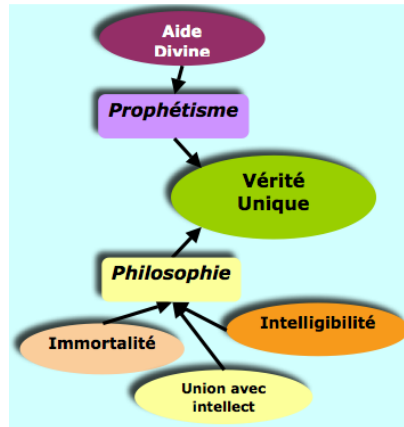 Aide
Divine
Prophétisme
Vérité
Unique
Philosophie
Intelligibilité
Immortalité
Union avec
intellect